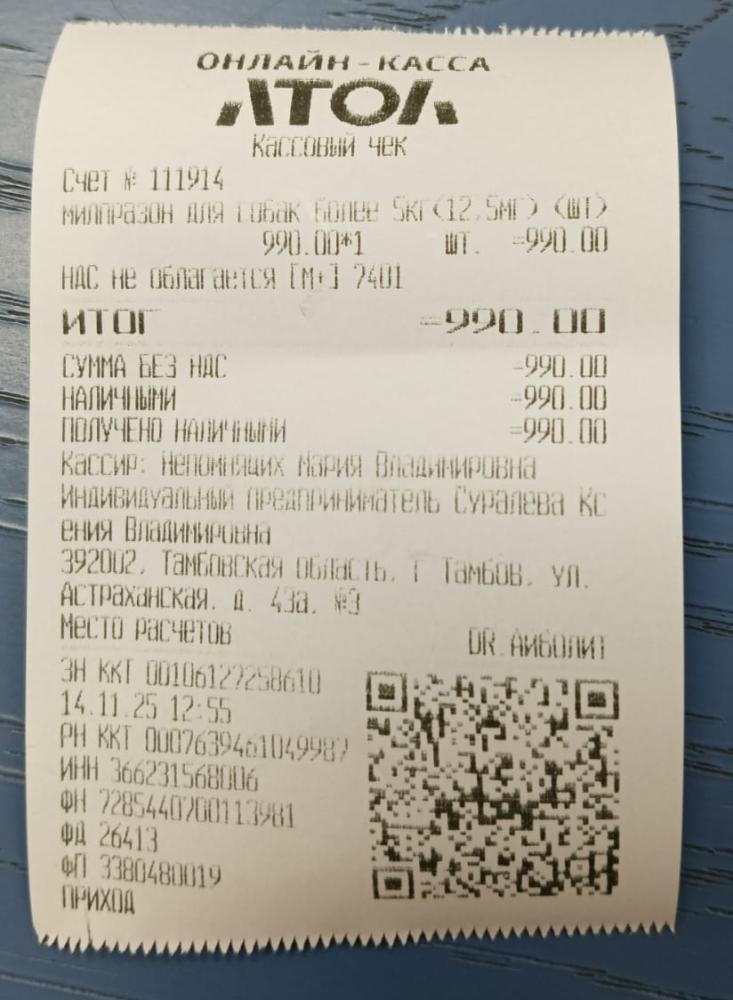 ОНЛАЙН-КАССА
АТОЛ
Кассовый чек
Счет № 111914
милпразон для собак более 5кг(12,5мг) (шт)
990.00*1 шт. =990.00
НДС не облагается [М+] 7401
ИТОГ =990.00
СУММА БЕЗ НДС =990.00
НАЛИЧНЫМИ =990.00
ПОЛУЧЕНО НАЛИЧНЫМИ =990.00
Кассир: Непомнящих Мария Владимировна
Индивидуальный предприниматель Суралева Кс
ения Владимировна
392002, Тамбовская область, г Тамбов, ул.
Астраханская, д. 43а, №3
Место расчетов DR.Айболит
ЗН ККТ 00106127258610
14.11.25 12:55
РН ККТ 0007639461049987
ИНН 366231568006
ФН 7285440700113981
ФД 26413
ФП 3380480019
ПРИХОД